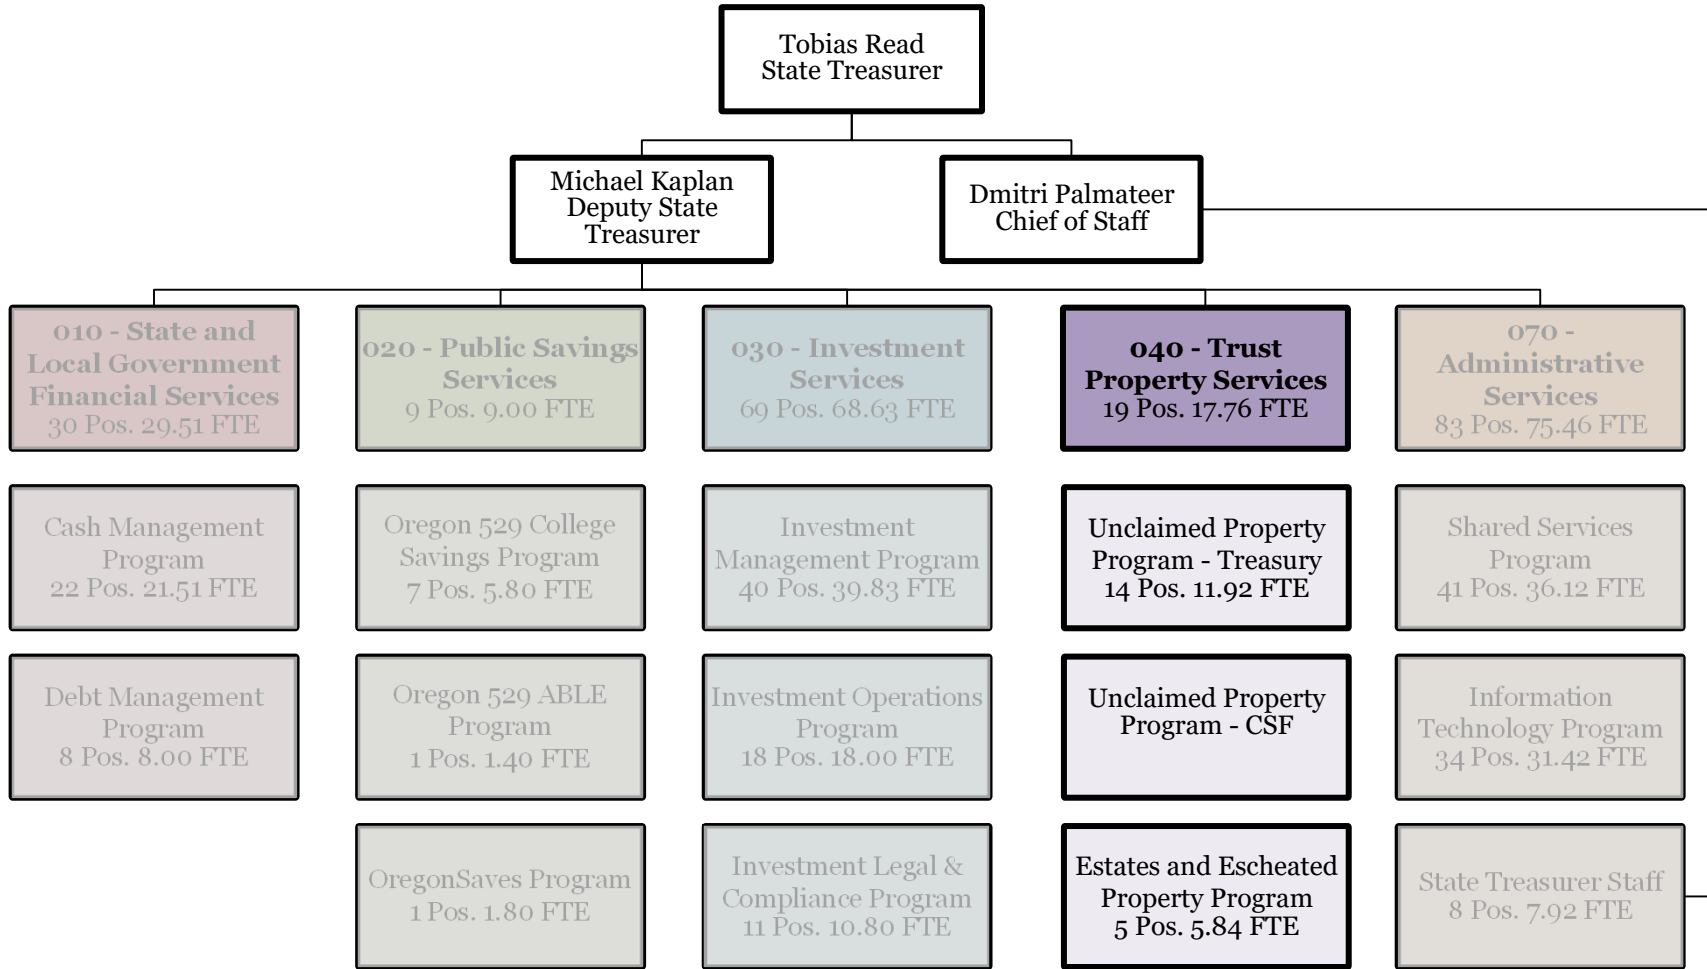 Tobias Read
State Treasurer
Michael Kaplan
Deputy State
Treasurer
Dmitri Palmateer
Chief of Staff
010 - State and
Local Government
Financial Services
30 Pos. 29.51 FTE
020 - Public Savings
Services
9 Pos. 9.00 FTE
030 - Investment
Services
69 Pos. 68.63 FTE
040 - Trust
Property Services
19 Pos. 17.76 FTE
070 -
Administrative
Services
83 Pos. 75.46 FTE
Cash Management
Program
22 Pos. 21.51 FTE
Oregon 529 College
Savings Program
7 Pos. 5.80 FTE
Investment
Management Program
40 Pos. 39.83 FTE
Unclaimed Property
Program - Treasury
14 Pos. 11.92 FTE
Shared Services
Program
41 Pos. 36.12 FTE
Debt Management
Program
8 Pos. 8.00 FTE
Oregon 529 ABLE
Program
1 Pos. 1.40 FTE
Investment Operations
Program
18 Pos. 18.00 FTE
Unclaimed Property
Program - CSF
Information
Technology Program
34 Pos. 31.42 FTE
OregonSaves Program
1 Pos. 1.80 FTE
Investment Legal &
Compliance Program
11 Pos. 10.80 FTE
Estates and Escheated
Property Program
5 Pos. 5.84 FTE
State Treasurer Staff
8 Pos. 7.92 FTE